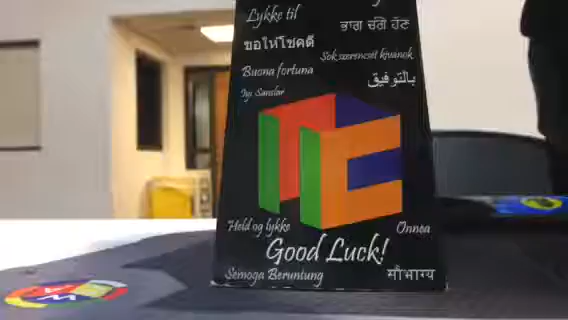 Lykke til
ਭਾਗ ਚੰਗੇ ਹੋਣ
ขอให้โชคดี
Sok szerencsét kívánok
Buona fortuna
بالتوفيق
İyi Şanslar
Held og lykke
Onnea
Good Luck!
Semoga Beruntung
सौभाग्य